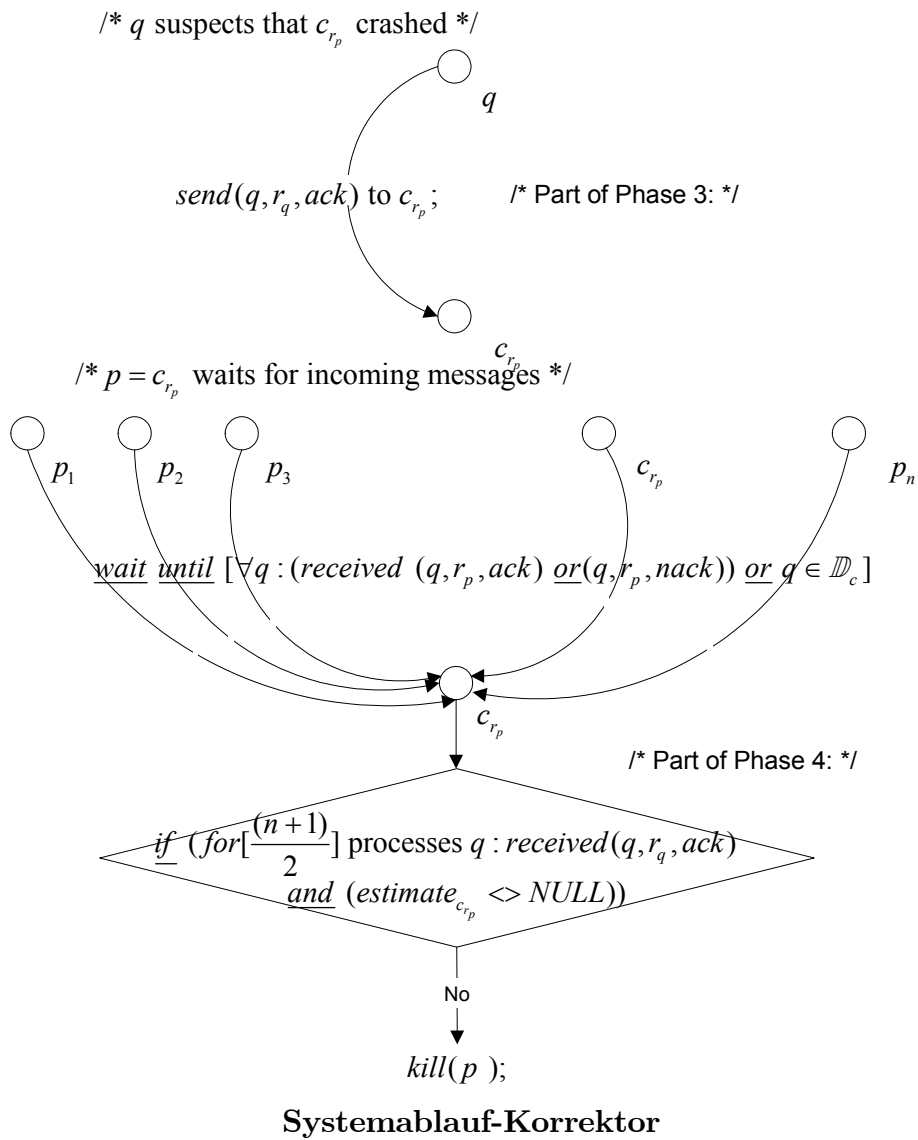 /* q suspects that c_{r_p} crashed */
q
send(q, r_q, ack) to c_{r_p};
/* Part of Phase 3: */
c_{r_p}
/* p = c_{r_p} waits for incoming messages */
p_1
p_2
p_3
c_{r_p}
p_n
wait until [∀q : (received (q, r_p, ack) or(q, r_p, nack)) or q ∈ 𝔻_c]
c_{r_p}
/* Part of Phase 4: */
if (for[(n+1)/2] processes q : received(q, r_q, ack)
and (estimate_{c_{r_p}} <> NULL))
No
kill(p );
Systemablauf-Korrektor